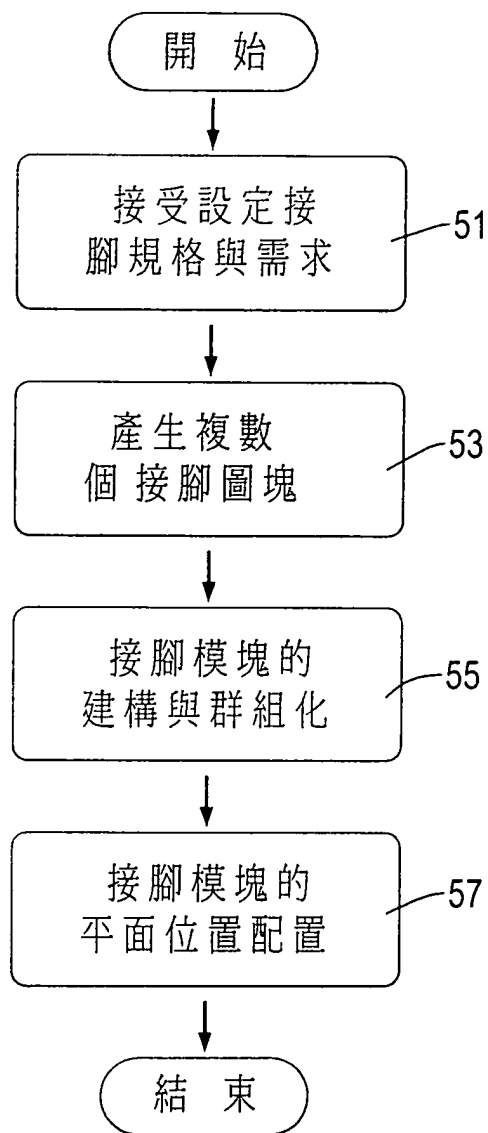 開始
接受設定接
腳規格與需求
51
產生複數
個接腳圖塊
53
接腳模塊的
建構與群組化
55
接腳模塊的
平面位置配置
57
結束